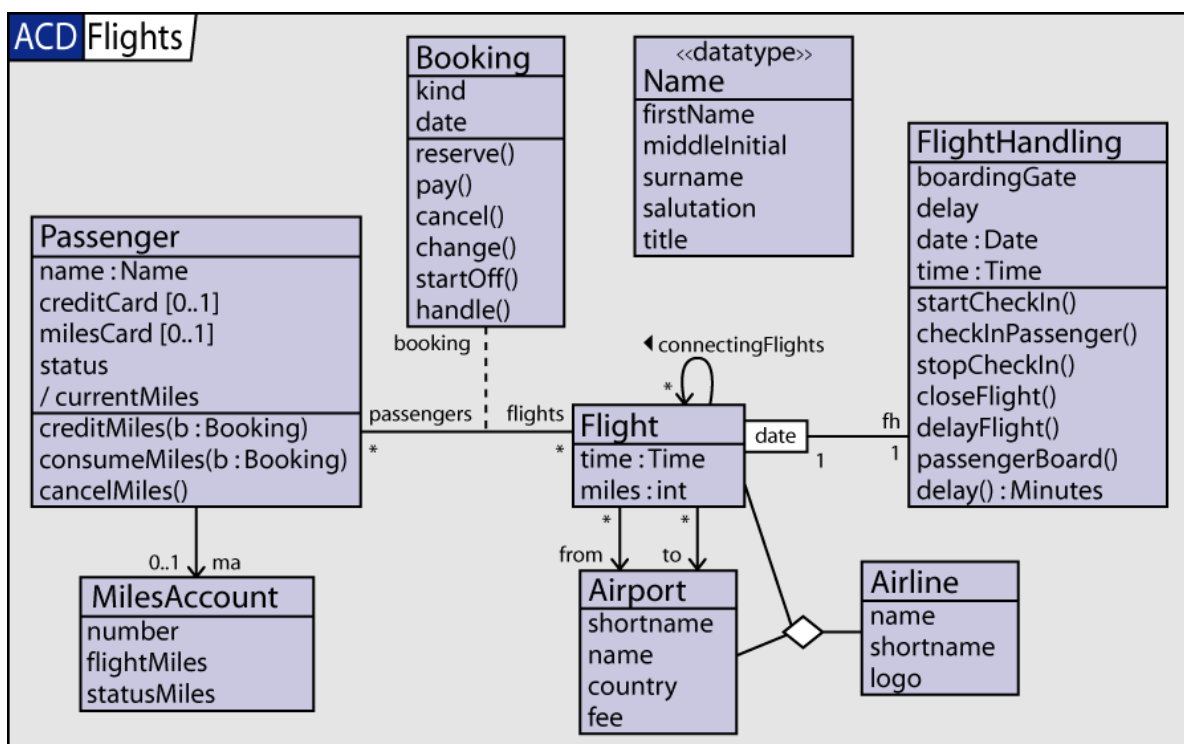 ACD Flights
Booking
kind
date
reserve()
pay()
cancel()
change()
startOff()
handle()
<<datatype>>
Name
firstName
middleInitial
surname
salutation
title
FlightHandling
boardingGate
delay
date : Date
time : Time
startCheckIn()
checkInPassenger()
stopCheckIn()
closeFlight()
delayFlight()
passengerBoard()
delay() : Minutes
Passenger
name : Name
creditCard [0..1]
milesCard [0..1]
status
/ currentMiles
creditMiles(b : Booking)
consumeMiles(b : Booking)
cancelMiles()
booking
passengers
*
flights
*
◀ connectingFlights
*
Flight
time : Time
miles : int
date
1
fh
1
*
*
from
to
0..1
ma
MilesAccount
number
flightMiles
statusMiles
Airport
shortname
name
country
fee
Airline
name
shortname
logo